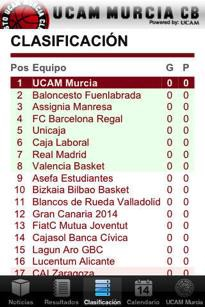 UCAM MURCIA CB
Powered by: UCAM
CLASIFICACIÓN
Pos Equipo G P
1 UCAM Murcia 0 0
2 Baloncesto Fuenlabrada 0 0
3 Assignia Manresa 0 0
4 FC Barcelona Regal 0 0
5 Unicaja 0 0
6 Caja Laboral 0 0
7 Real Madrid 0 0
8 Valencia Basket 0 0
9 Asefa Estudiantes 0 0
10 Bizkaia Bilbao Basket 0 0
11 Blancos de Rueda Valladolid 0 0
12 Gran Canaria 2014 0 0
13 FiatC Mutua Joventut 0 0
14 Cajasol Banca Cívica 0 0
15 Lagun Aro GBC 0 0
16 Lucentum Alicante 0 0
17 CAI Zaragoza 0 0
14
Noticias Resultados Clasificación Calendario UCAM Murcia